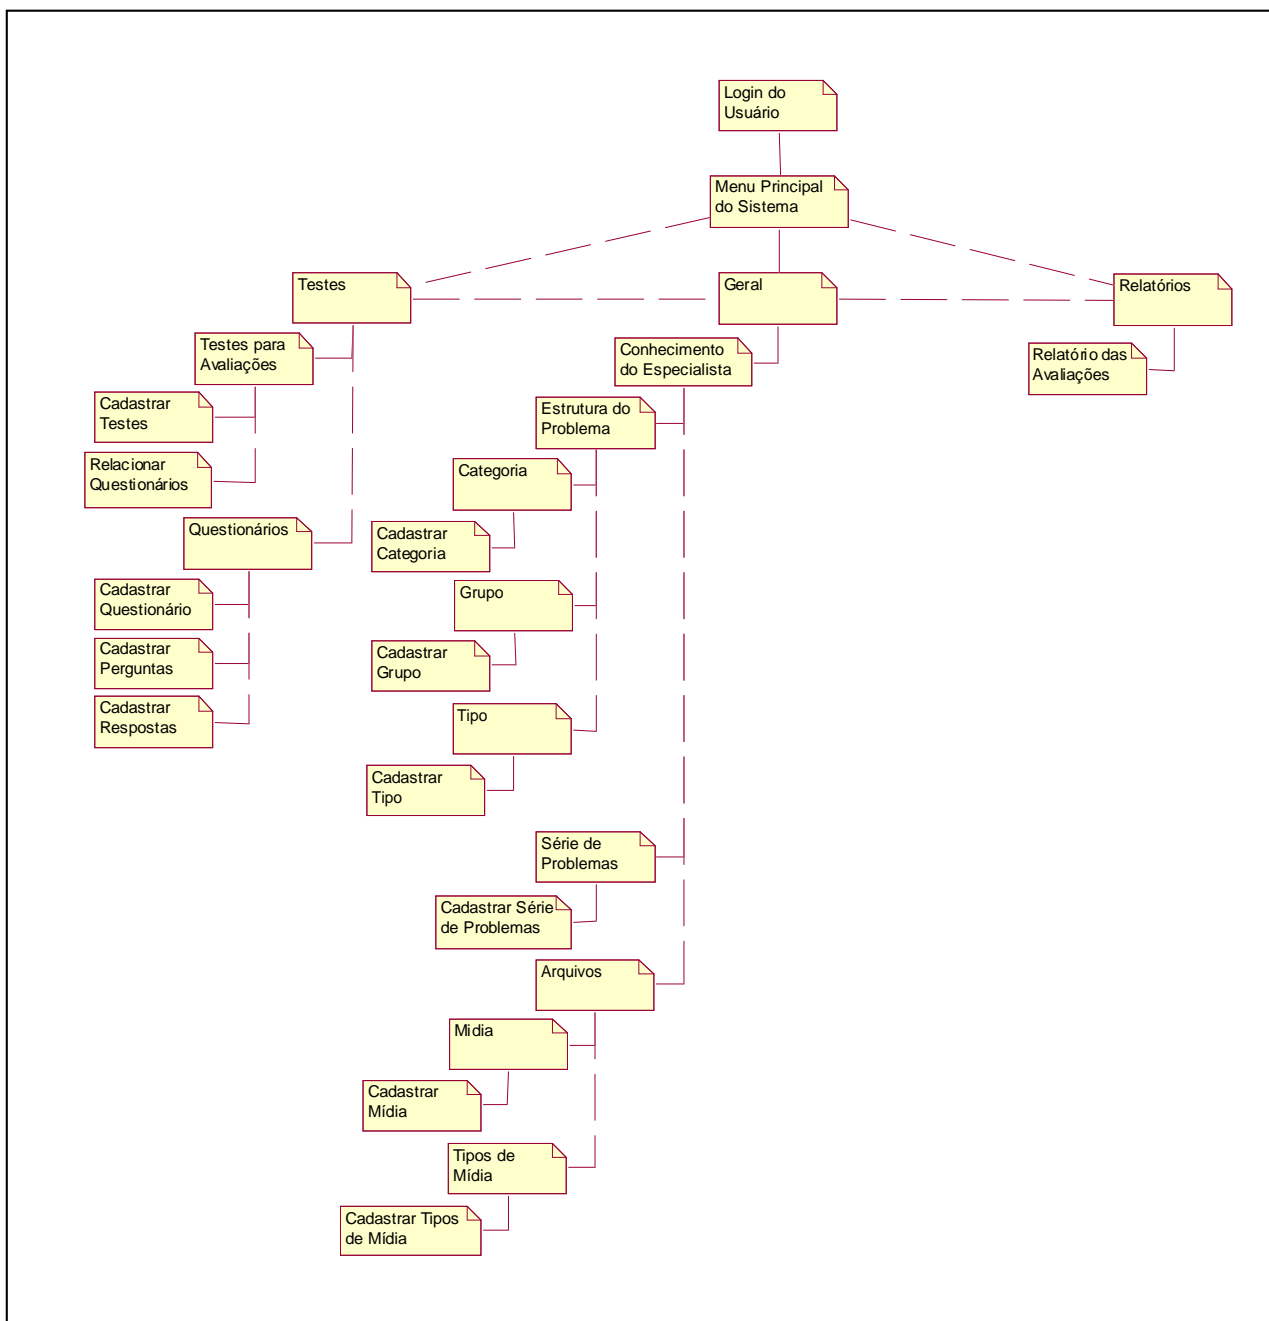 Login do
Usuário
Menu Principal
do Sistema
Testes
Geral
Relatórios
Testes para
Avaliações
Conhecimento
do Especialista
Relatório das
Avaliações
Cadastrar
Testes
Estrutura do
Problema
Relacionar
Questionários
Categoria
Questionários
Cadastrar
Categoria
Cadastrar
Questionário
Grupo
Cadastrar
Perguntas
Cadastrar
Grupo
Cadastrar
Respostas
Tipo
Cadastrar
Tipo
Série de
Problemas
Cadastrar Série
de Problemas
Arquivos
Midia
Cadastrar
Mídia
Tipos de
Mídia
Cadastrar Tipos
de Mídia